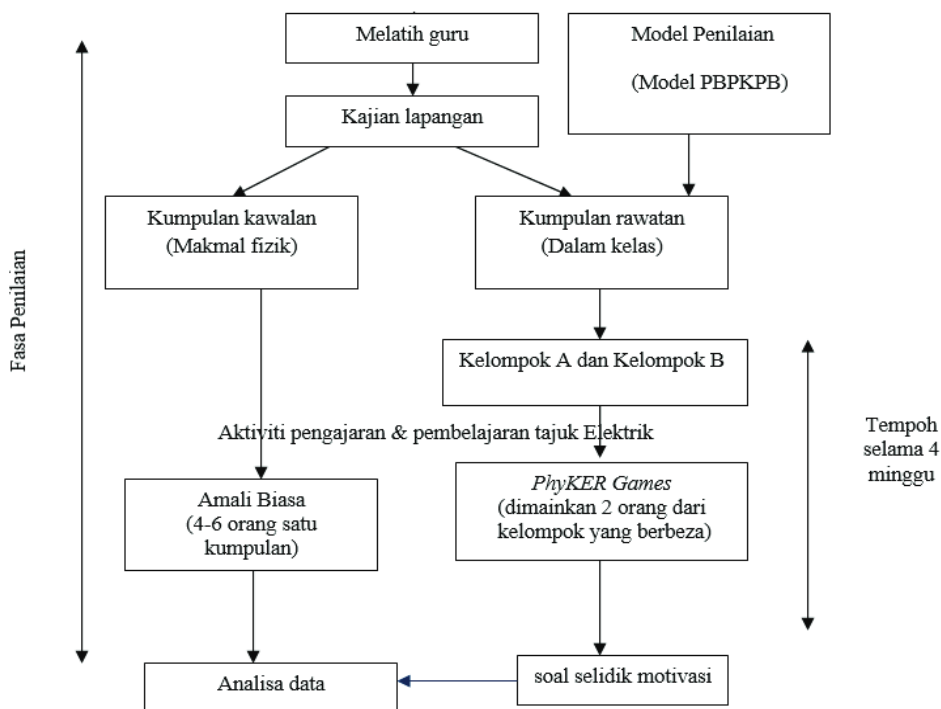 Melatih guru
Model Penilaian
(Model PBPKPB)
Kajian lapangan
Kumpulan kawalan
(Makmal fizik)
Kumpulan rawatan
(Dalam kelas)
Fasa Penilaian
Kelompok A dan Kelompok B
Aktiviti pengajaran & pembelajaran tajuk Elektrik
Tempoh
selama 4
minggu
Amali Biasa
(4-6 orang satu
kumpulan)
PhyKER Games
(dimainkan 2 orang dari
kelompok yang berbeza)
Analisa data
soal selidik motivasi